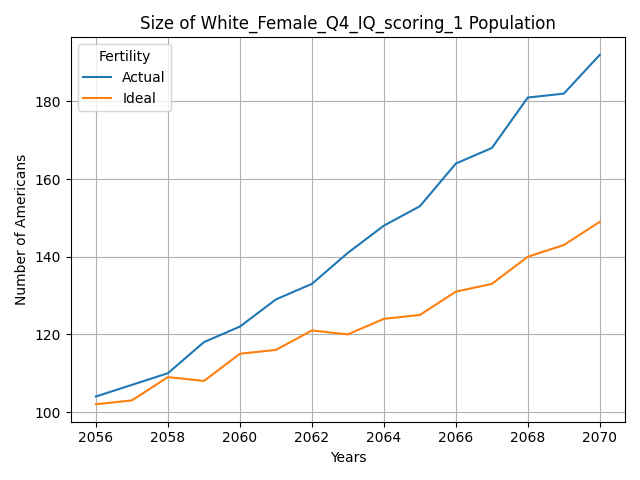 Size of White_Female_Q4_IQ_scoring_1 Population
Fertility
Actual
Ideal
Number of Americans
180
160
140
120
100
2056 2058 2060 2062 2064 2066 2068 2070
Years